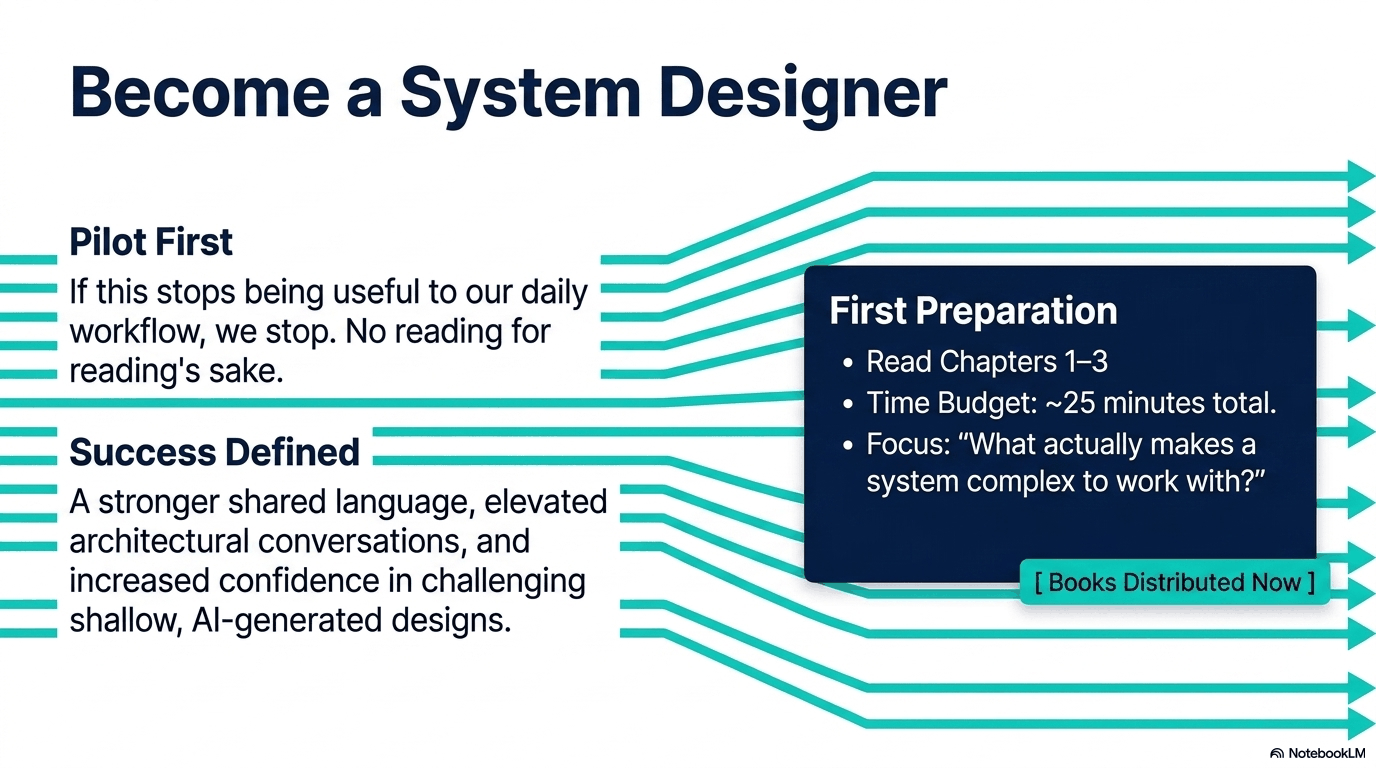 Become a System Designer
Pilot First
If this stops being useful to our daily
workflow, we stop. No reading for
reading's sake.
Success Defined
A stronger shared language, elevated
architectural conversations, and
increased confidence in challenging
shallow, AI-generated designs.
First Preparation
• Read Chapters 1–3
• Time Budget: ~25 minutes total.
• Focus: “What actually makes a
system complex to work with?”
[ Books Distributed Now ]
NotebookLM